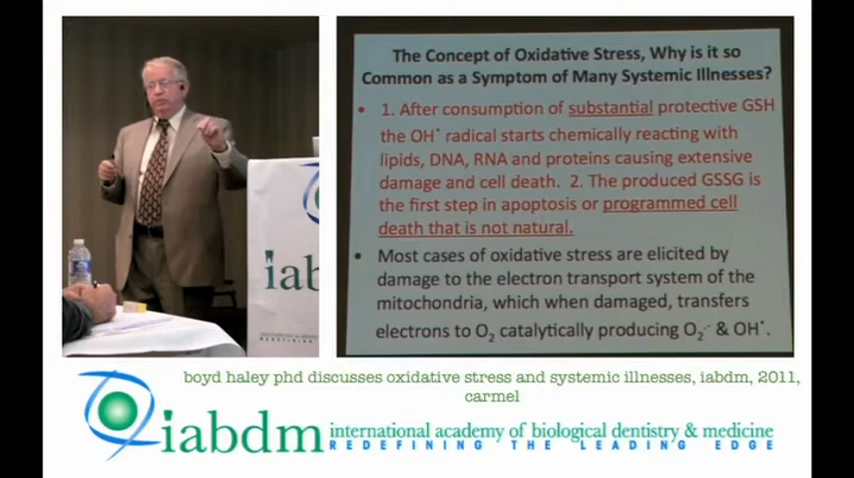 The Concept of Oxidative Stress, Why is it so
Common as a Symptom of Many Systemic Illnesses?
• 1. After consumption of substantial protective GSH
the OH• radical starts chemically reacting with
lipids, DNA, RNA and proteins causing extensive
damage and cell death. 2. The produced GSSG is
the first step in apoptosis or programmed cell
death that is not natural.
• Most cases of oxidative stress are elicited by
damage to the electron transport system of the
mitochondria, which when damaged, transfers
electrons to O₂ catalytically producing O₂⁻• & OH•.
iab
boyd haley phd discusses oxidative stress and systemic illnesses, iabdm, 2011,
carmel
iabdm international academy of biological dentistry & medicine
REDEFINING THE LEADING EDGE